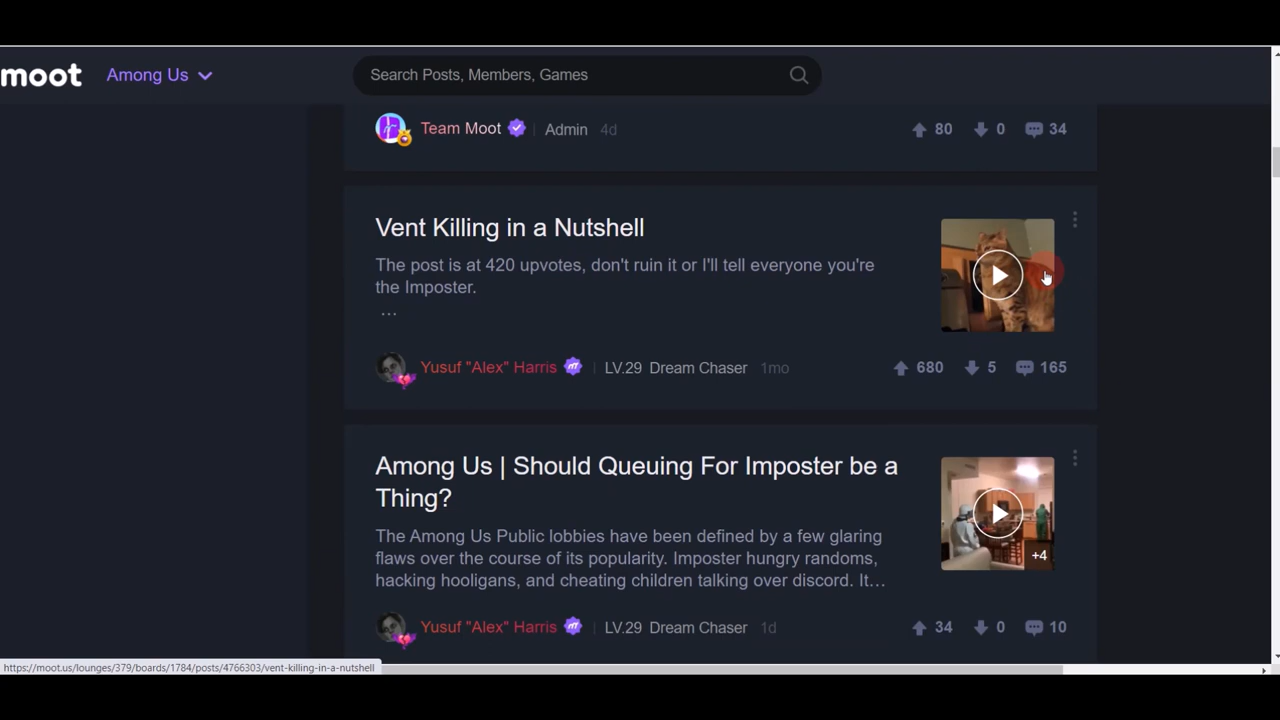 moot
Among Us
Search Posts, Members, Games
Team Moot
Admin
4d
80
0
34
Vent Killing in a Nutshell
The post is at 420 upvotes, don't ruin it or I'll tell everyone you're
the Imposter.
...
Yusuf "Alex" Harris
LV.29 Dream Chaser
1mo
680
5
165
Among Us | Should Queuing For Imposter be a
Thing?
The Among Us Public lobbies have been defined by a few glaring
flaws over the course of its popularity. Imposter hungry randoms,
hacking hooligans, and cheating children talking over discord. It...
+4
Yusuf "Alex" Harris
LV.29 Dream Chaser
1d
34
0
10
https://moot.us/lounges/379/boards/1784/posts/4766303/vent-killing-in-a-nutshell